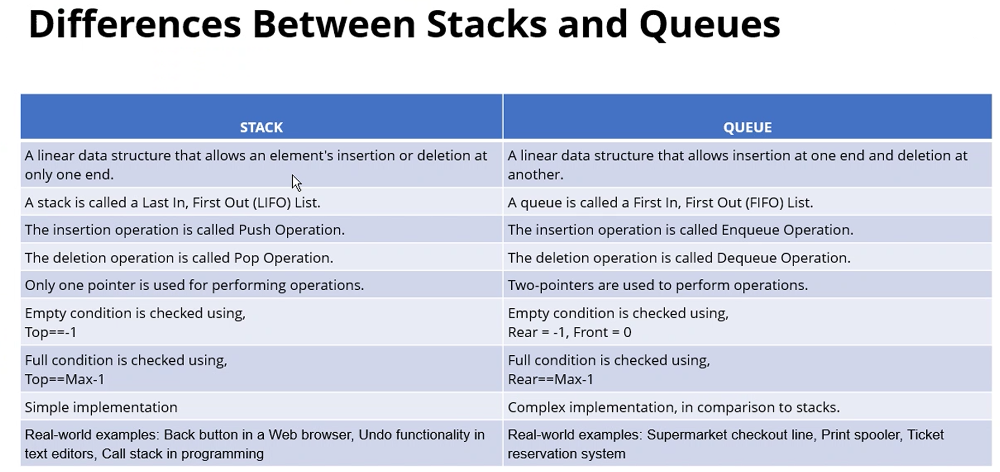 Differences Between Stacks and Queues
STACK
QUEUE
A linear data structure that allows an element's insertion or deletion at
only one end.
A linear data structure that allows insertion at one end and deletion at
another.
A stack is called a Last In, First Out (LIFO) List.
A queue is called a First In, First Out (FIFO) List.
The insertion operation is called Push Operation.
The insertion operation is called Enqueue Operation.
The deletion operation is called Pop Operation.
The deletion operation is called Dequeue Operation.
Only one pointer is used for performing operations.
Two-pointers are used to perform operations.
Empty condition is checked using,
Top==-1
Empty condition is checked using,
Rear = -1, Front = 0
Full condition is checked using,
Top==Max-1
Full condition is checked using,
Rear==Max-1
Simple implementation
Complex implementation, in comparison to stacks.
Real-world examples: Back button in a Web browser, Undo functionality in
text editors, Call stack in programming
Real-world examples: Supermarket checkout line, Print spooler, Ticket
reservation system